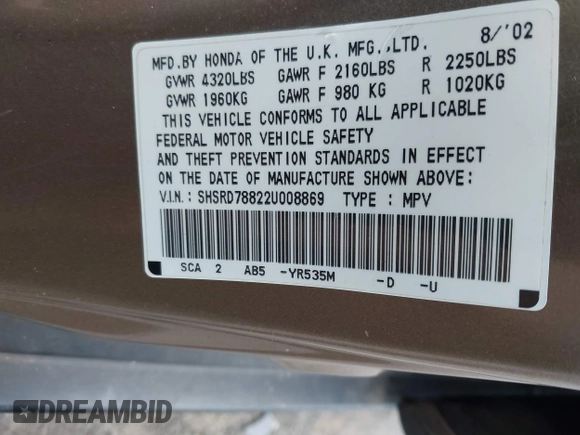 MFD.BY HONDA OF THE U.K. MFG.,LTD. 8/'02
GVWR 4320LBS GAWR F 2160LBS R 2250LBS
GVWR 1960KG GAWR F 980 KG R 1020KG
THIS VEHICLE CONFORMS TO ALL APPLICABLE
FEDERAL MOTOR VEHICLE SAFETY
AND THEFT PREVENTION STANDARDS IN EFFECT
ON THE DATE OF MANUFACTURE SHOWN ABOVE:
V.I.N.: SHSRD78822U008869 TYPE : MPV
SCA 2 AB5 -YR535M -D -U
DREAMBID